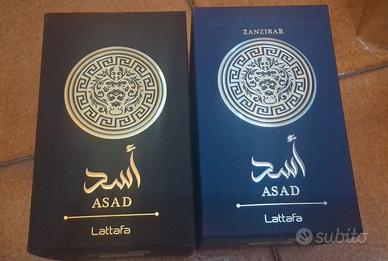 أسد
ASAD
Lattafa
ZANZIBAR
أسد
ASAD
Lattafa
subito